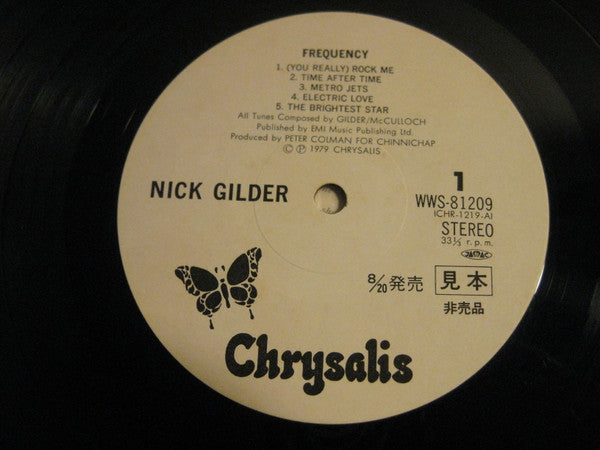 FREQUENCY
1. (YOU REALLY) ROCK ME
2. TIME AFTER TIME
3. METRO JETS
4. ELECTRIC LOVE
5. THE BRIGHTEST STAR
All Tunes Composed by GILDER/McCULLOCH
Published by EMI Music Publishing Ltd.
Produced by PETER COLMAN FOR CHINNICHAP
© ℗ 1979 CHRYSALIS
NICK GILDER
1
WWS-81209
ICHR-1219-A1
STEREO
33⅓ r.p.m.
8/20発売
見本
非売品
Chrysalis